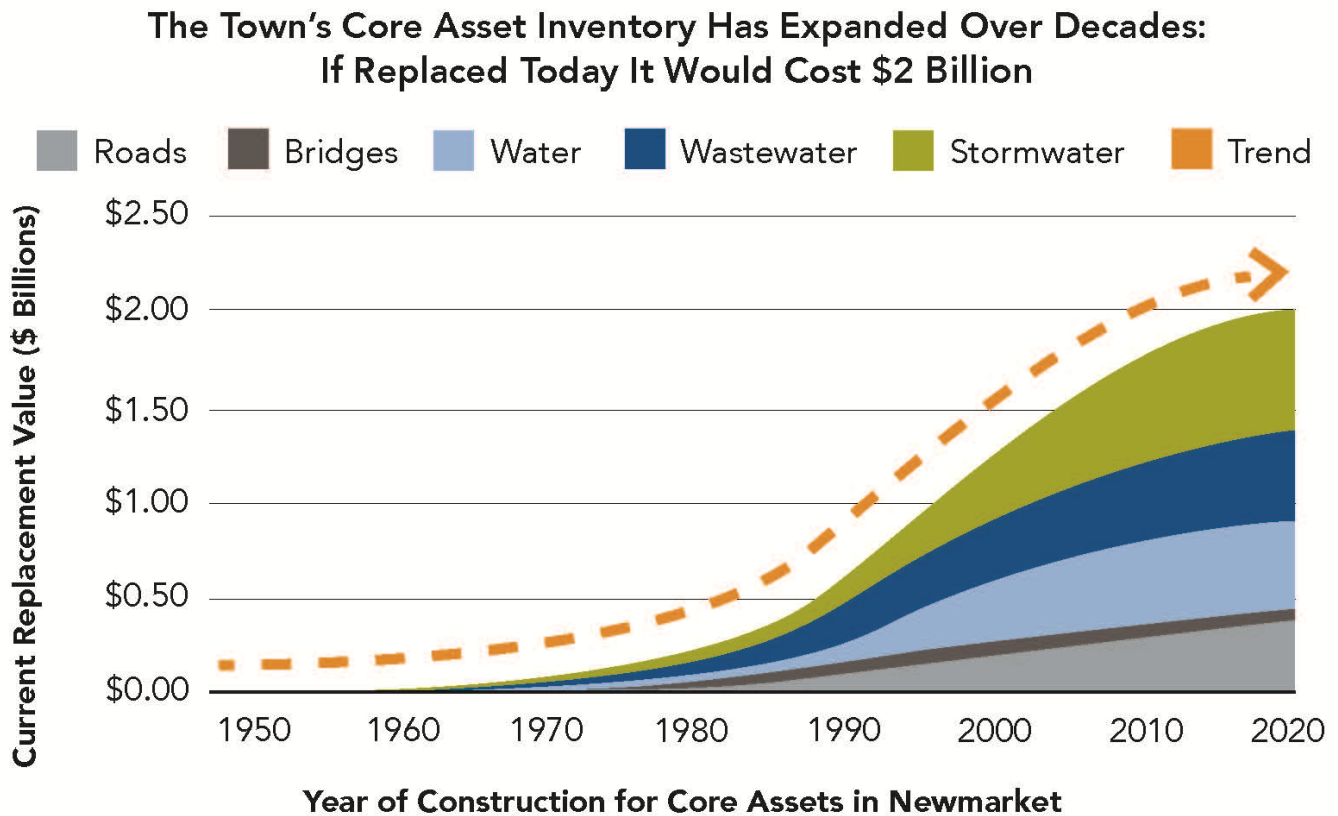 The Town's Core Asset Inventory Has Expanded Over Decades:
If Replaced Today It Would Cost $2 Billion
Roads
Bridges
Water
Wastewater
Stormwater
Trend
Current Replacement Value ($ Billions)
$2.50
$2.00
$1.50
$1.00
$0.50
$0.00
1950
1960
1970
1980
1990
2000
2010
2020
Year of Construction for Core Assets in Newmarket